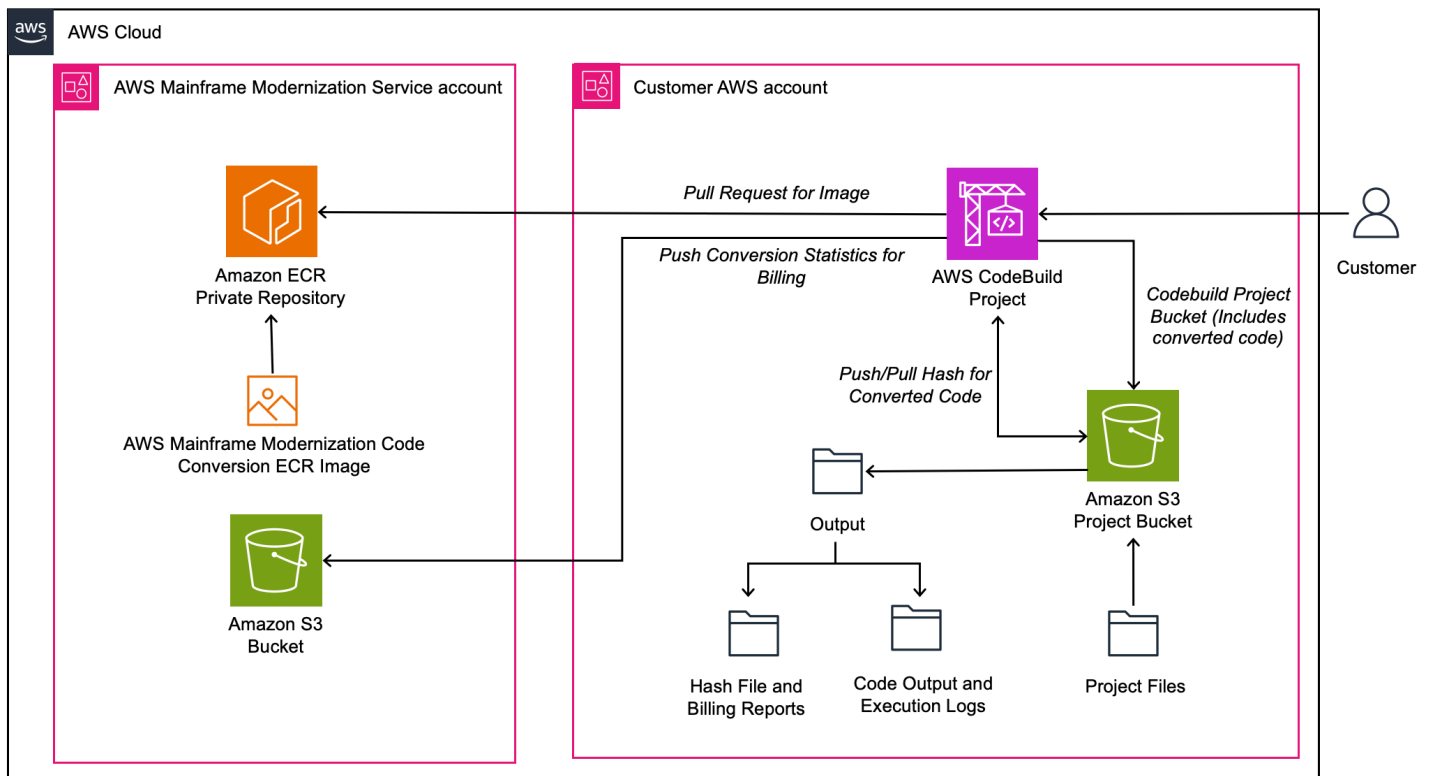 aws
AWS Cloud
AWS Mainframe Modernization Service account
Customer AWS account
Pull Request for Image
Push Conversion Statistics for
Billing
Amazon ECR
Private Repository
AWS CodeBuild
Project
Customer
Codebuild Project
Bucket (Includes
converted code)
Push/Pull Hash for
Converted Code
AWS Mainframe Modernization Code
Conversion ECR Image
Amazon S3
Project Bucket
Output
Amazon S3
Bucket
Hash File and
Billing Reports
Code Output and
Execution Logs
Project Files